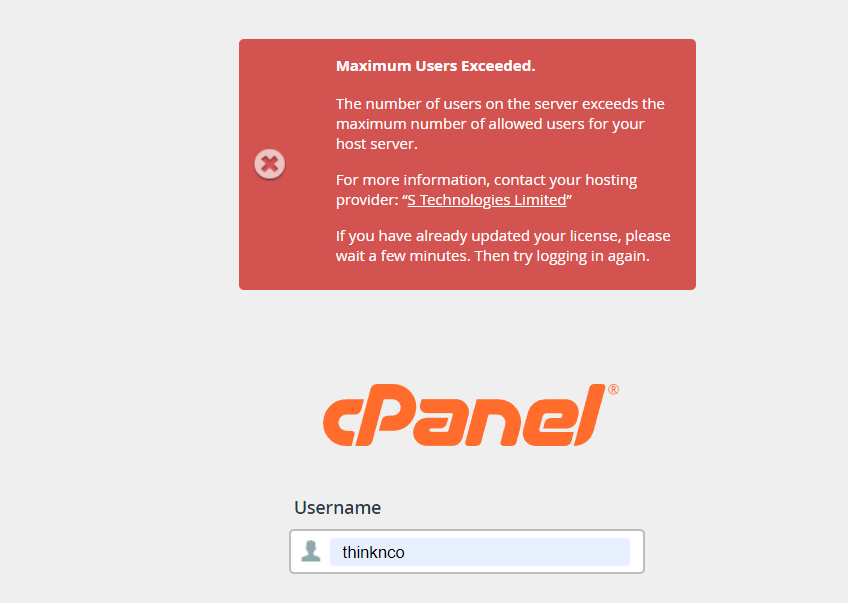 Maximum Users Exceeded.
The number of users on the server exceeds the
maximum number of allowed users for your
host server.
For more information, contact your hosting
provider: “S Technologies Limited”
If you have already updated your license, please
wait a few minutes. Then try logging in again.
cPanel®
Username
thinknco